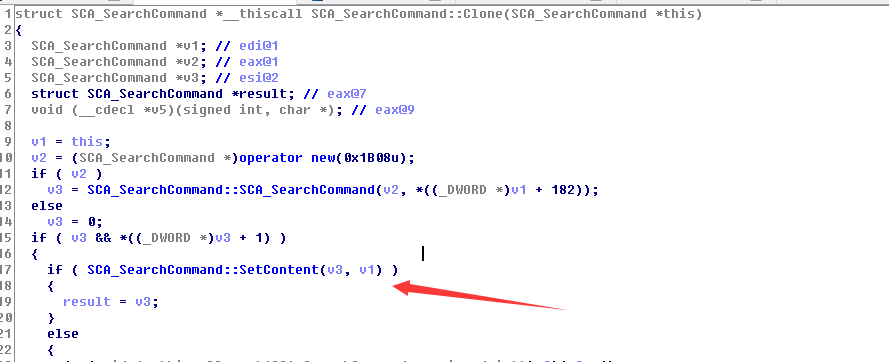 1 struct SCA_SearchCommand *__thiscall SCA_SearchCommand::Clone(SCA_SearchCommand *this)
2 {
3 SCA_SearchCommand *v1; // edi@1
4 SCA_SearchCommand *v2; // eax@1
5 SCA_SearchCommand *v3; // esi@2
6 struct SCA_SearchCommand *result; // eax@7
7 void (__cdecl *v5)(signed int, char *); // eax@9
8
9 v1 = this;
10 v2 = (SCA_SearchCommand *)operator new(0x1B08u);
11 if ( v2 )
12 v3 = SCA_SearchCommand::SCA_SearchCommand(v2, *((_DWORD *)v1 + 182));
13 else
14 v3 = 0;
15 if ( v3 && *((_DWORD *)v3 + 1) )
16 {
17 if ( SCA_SearchCommand::SetContent(v3, v1) )
18 {
19 result = v3;
20 }
21 else
22 {